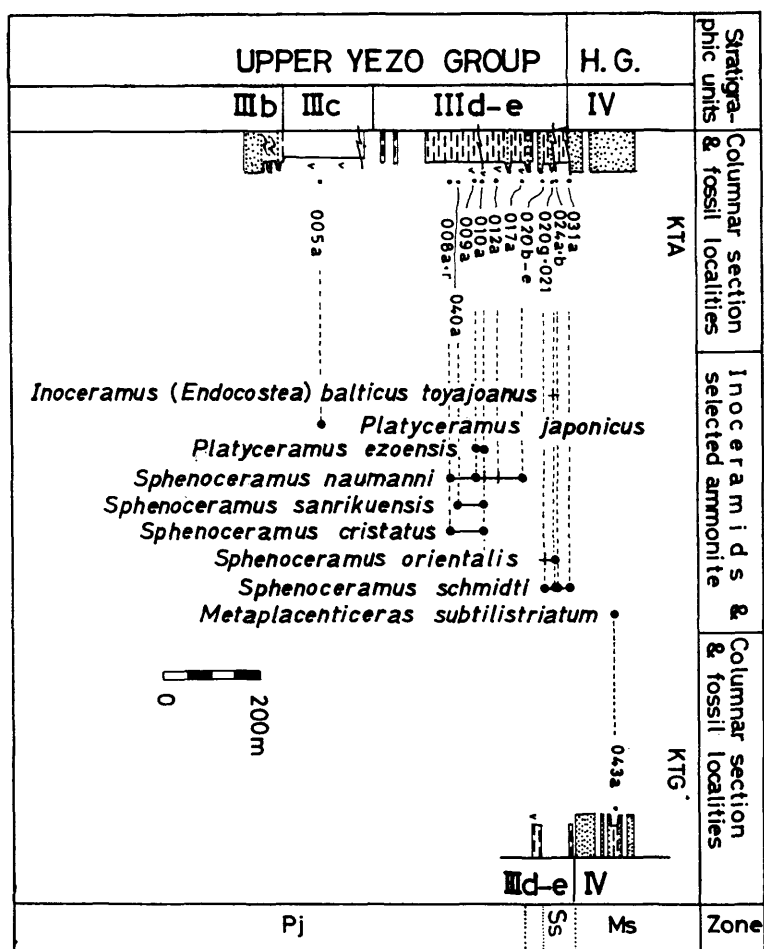 UPPER YEZO GROUP
H. G.
Stratigra-
phic units
IIIb
IIIc
IIId-e
IV
Columnar section
& fossil localities
KTA
005a
008a·r
040a
009a
010a
012a
017a
020b-e
020g·021
024a·b
031a
Inoceramids &
selected ammonite
Inoceramus (Endocostea) balticus toyajoanus
Platyceramus japonicus
Platyceramus ezoensis
Sphenoceramus naumanni
Sphenoceramus sanrikuensis
Sphenoceramus cristatus
Sphenoceramus orientalis
Sphenoceramus schmidti
Metaplacenticeras subtilistriatum
0
200m
Columnar section
& fossil localities
KTG
043a
IIId-e
IV
Pj
Ss
Ms
Zone